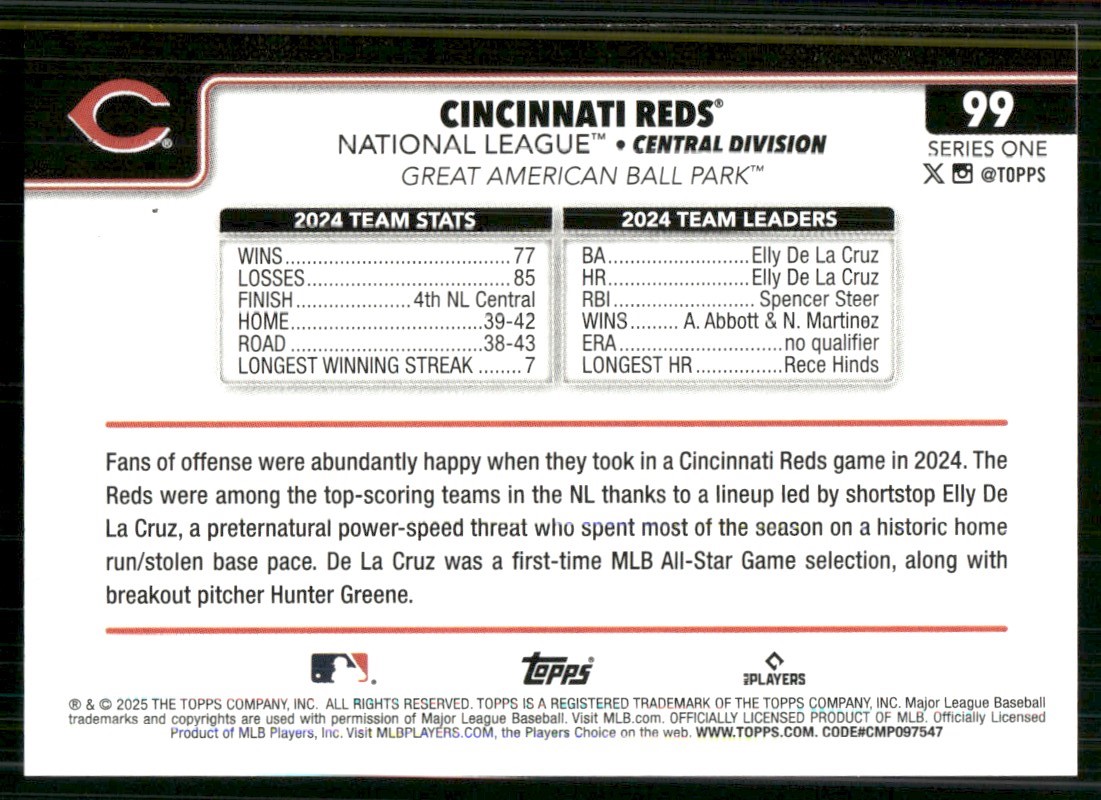 CINCINNATI REDS®
99
NATIONAL LEAGUE™ • CENTRAL DIVISION
SERIES ONE
GREAT AMERICAN BALL PARK™
@TOPPS
2024 TEAM STATS
WINS.......................................77
LOSSES...................................85
FINISH....................4th NL Central
HOME.................................39-42
ROAD..................................38-43
LONGEST WINNING STREAK ........7
2024 TEAM LEADERS
BA.........................Elly De La Cruz
HR.........................Elly De La Cruz
RBI......................... Spencer Steer
WINS......... A. Abbott & N. Martinez
ERA...............................no qualifier
LONGEST HR................Rece Hinds
Fans of offense were abundantly happy when they took in a Cincinnati Reds game in 2024. The
Reds were among the top-scoring teams in the NL thanks to a lineup led by shortstop Elly De
La Cruz, a preternatural power-speed threat who spent most of the season on a historic home
run/stolen base pace. De La Cruz was a first-time MLB All-Star Game selection, along with
breakout pitcher Hunter Greene.
Topps®
MLBPLAYERS
® & © 2025 THE TOPPS COMPANY, INC. ALL RIGHTS RESERVED. TOPPS IS A REGISTERED TRADEMARK OF THE TOPPS COMPANY, INC. Major League Baseball
trademarks and copyrights are used with permission of Major League Baseball. Visit MLB.com. OFFICIALLY LICENSED PRODUCT OF MLB. Officially Licensed
Product of MLB Players, Inc. Visit MLBPLAYERS.COM, the Players Choice on the web. WWW.TOPPS.COM. CODE#CMP097547